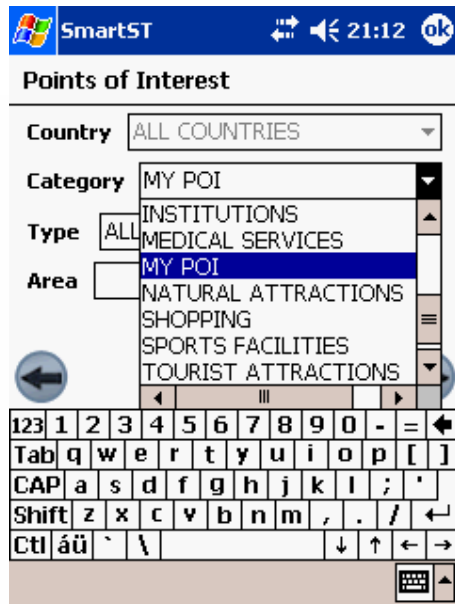 SmartST 21:12 ok
Points of Interest
Country ALL COUNTRIES
Category MY POI
INSTITUTIONS
Type ALL
MEDICAL SERVICES
MY POI
Area
NATURAL ATTRACTIONS
SHOPPING
SPORTS FACILITIES
TOURIST ATTRACTIONS
123 1 2 3 4 5 6 7 8 9 0 - =
Tab q w e r t y u i o p [ ]
CAP a s d f g h j k l ; '
Shift z x c v b n m , . /
Ctl áü ` \